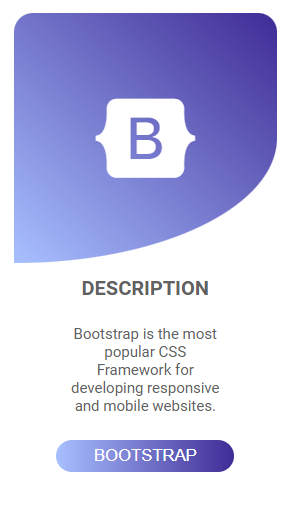 B
DESCRIPTION
Bootstrap is the most
popular CSS
Framework for
developing responsive
and mobile websites.
BOOTSTRAP